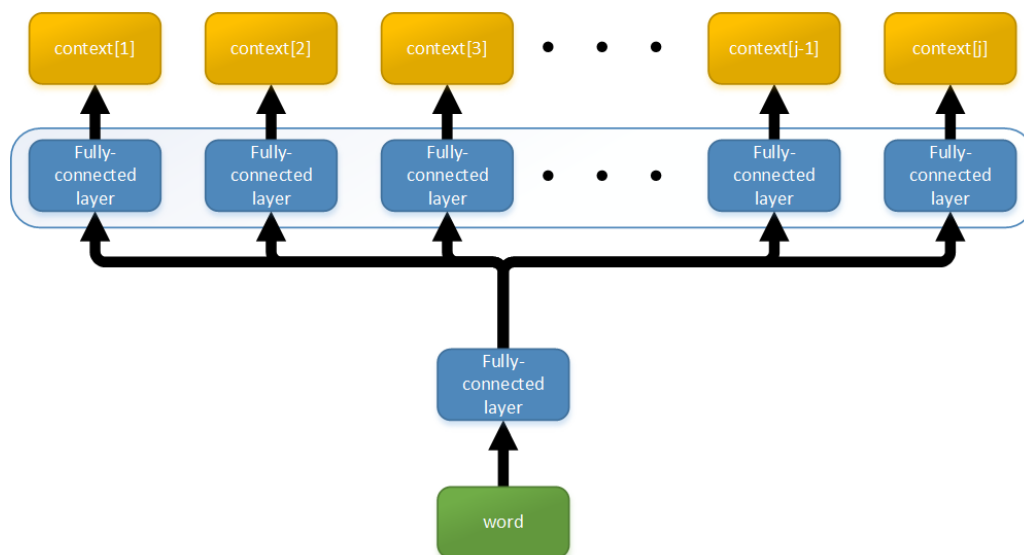 context[1] context[2] context[3] context[j-1] context[j]
Fully- Fully- Fully- Fully- Fully-
connected connected connected connected connected
layer layer layer layer layer
Fully-
connected
layer
word